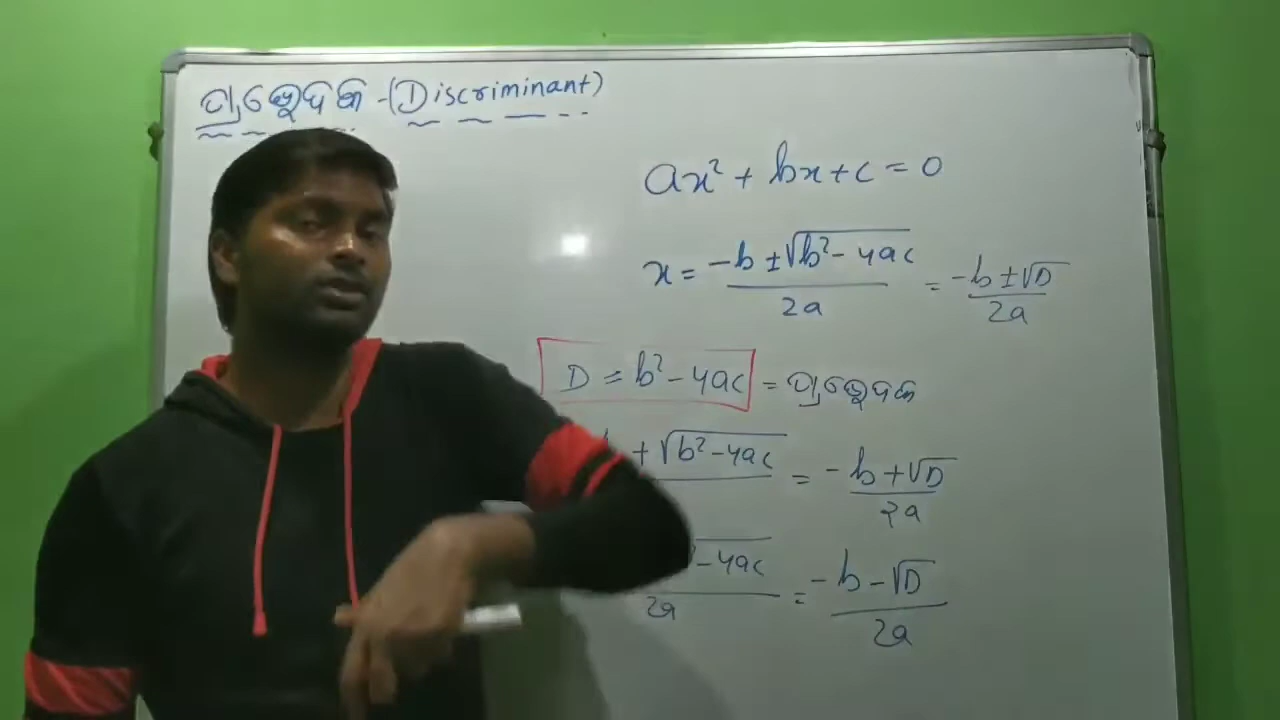 ପ୍ରଭେଦକ -(Discriminant)
ax² + bx + c = 0
x = -b ± √b² - 4ac / 2a = -b ± √D / 2a
D = b² - 4ac = ପ୍ରଭେଦକ
+ √b² - 4ac = -b + √D / 2a
- 4ac / 2a = -b - √D / 2a